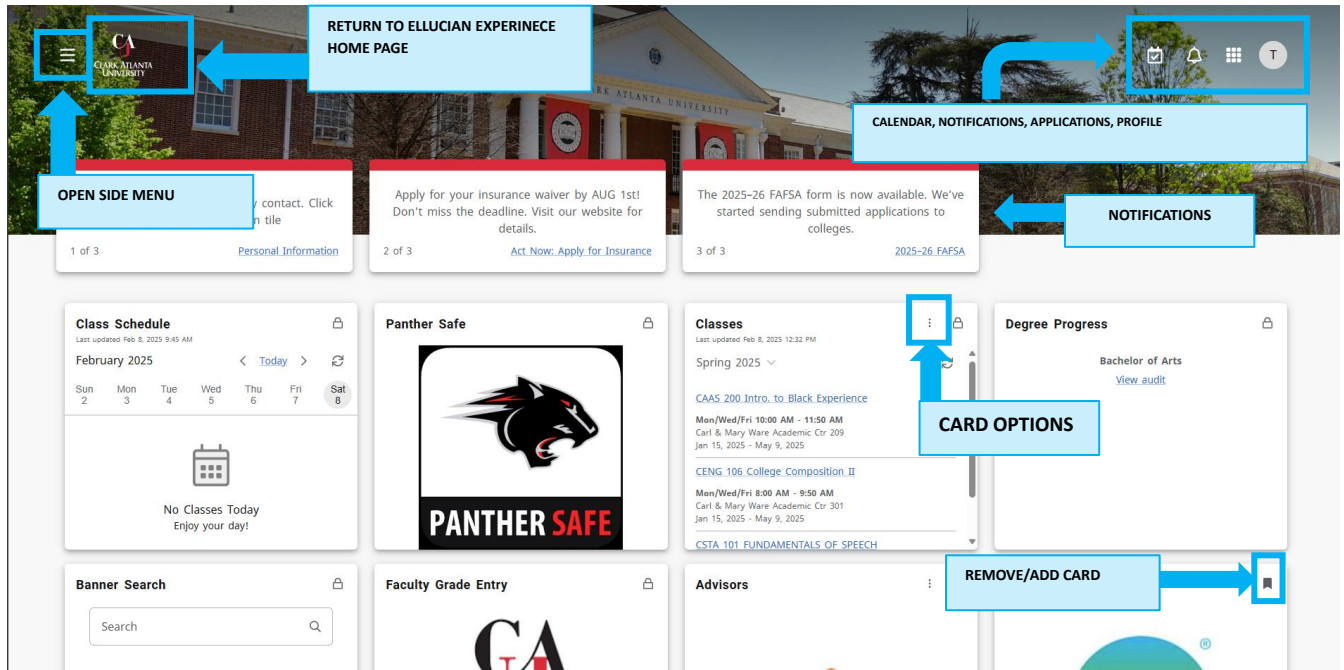 RETURN TO ELLUCIAN EXPERINECE
HOME PAGE
CA
CLARK ATLANTA
UNIVERSITY
RK ATLANTA UNIVERSITY
T
CALENDAR, NOTIFICATIONS, APPLICATIONS, PROFILE
OPEN SIDE MENU
contact. Click
tile
1 of 3
Personal Information
Apply for your insurance waiver by AUG 1st!
Don't miss the deadline. Visit our website for
details.
2 of 3
Act Now: Apply for Insurance
The 2025–26 FAFSA form is now available. We've
started sending submitted applications to
colleges.
3 of 3
2025–26 FAFSA
NOTIFICATIONS
Class Schedule
Last updated Feb 8, 2025 9:45 AM
February 2025
Today
Sun Mon Tue Wed Thu Fri Sat
2 3 4 5 6 7 8
No Classes Today
Enjoy your day!
Panther Safe
PANTHER SAFE
Classes
Last updated Feb 8, 2025 12:32 PM
Spring 2025
CAAS 200 Intro. to Black Experience
Mon/Wed/Fri 10:00 AM - 11:50 AM
Carl & Mary Ware Academic Ctr 209
Jan 15, 2025 - May 9, 2025
CENG 106 College Composition II
Mon/Wed/Fri 8:00 AM - 9:50 AM
Carl & Mary Ware Academic Ctr 301
Jan 15, 2025 - May 9, 2025
CSTA 101 FUNDAMENTALS OF SPEECH
CARD OPTIONS
Degree Progress
Bachelor of Arts
View audit
Banner Search
Search
Faculty Grade Entry
CAU
Advisors
REMOVE/ADD CARD
®